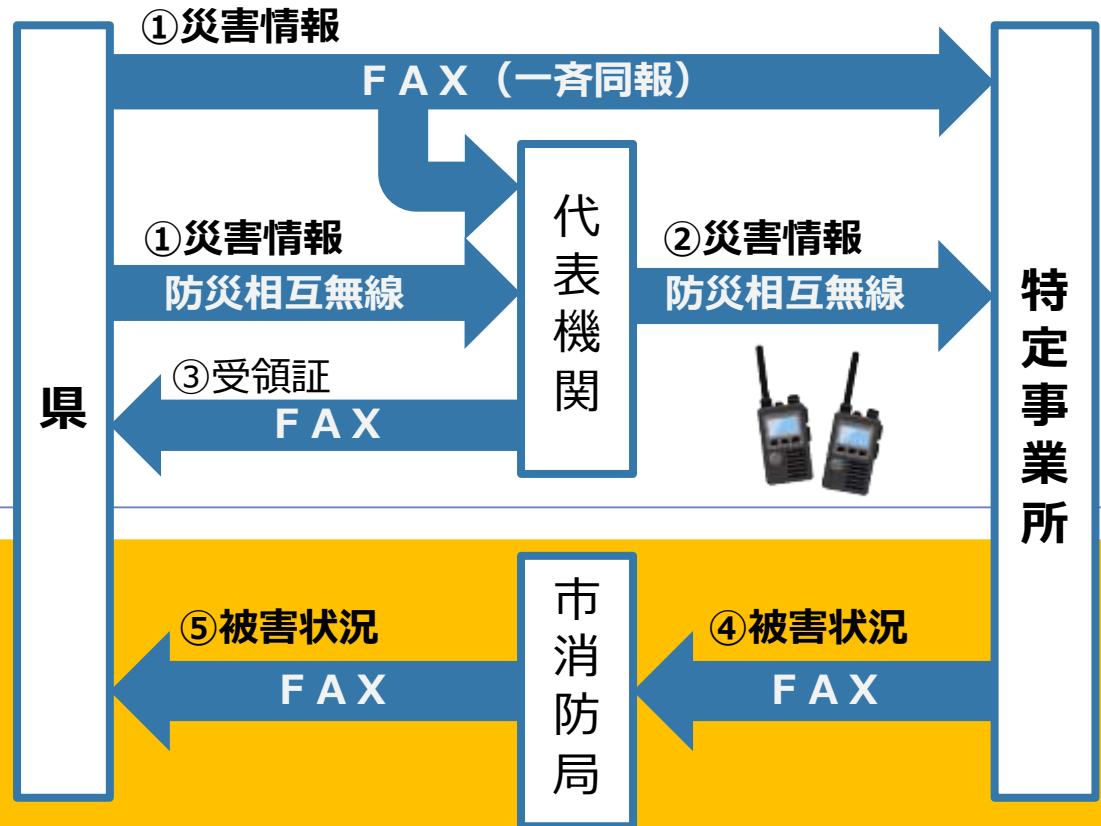 ①災害情報
ＦＡＸ（一斉同報）
県
代表機関
特定事業所
①災害情報
防災相互無線
②災害情報
防災相互無線
③受領証
ＦＡＸ
市消防局
⑤被害状況
ＦＡＸ
④被害状況
ＦＡＸ